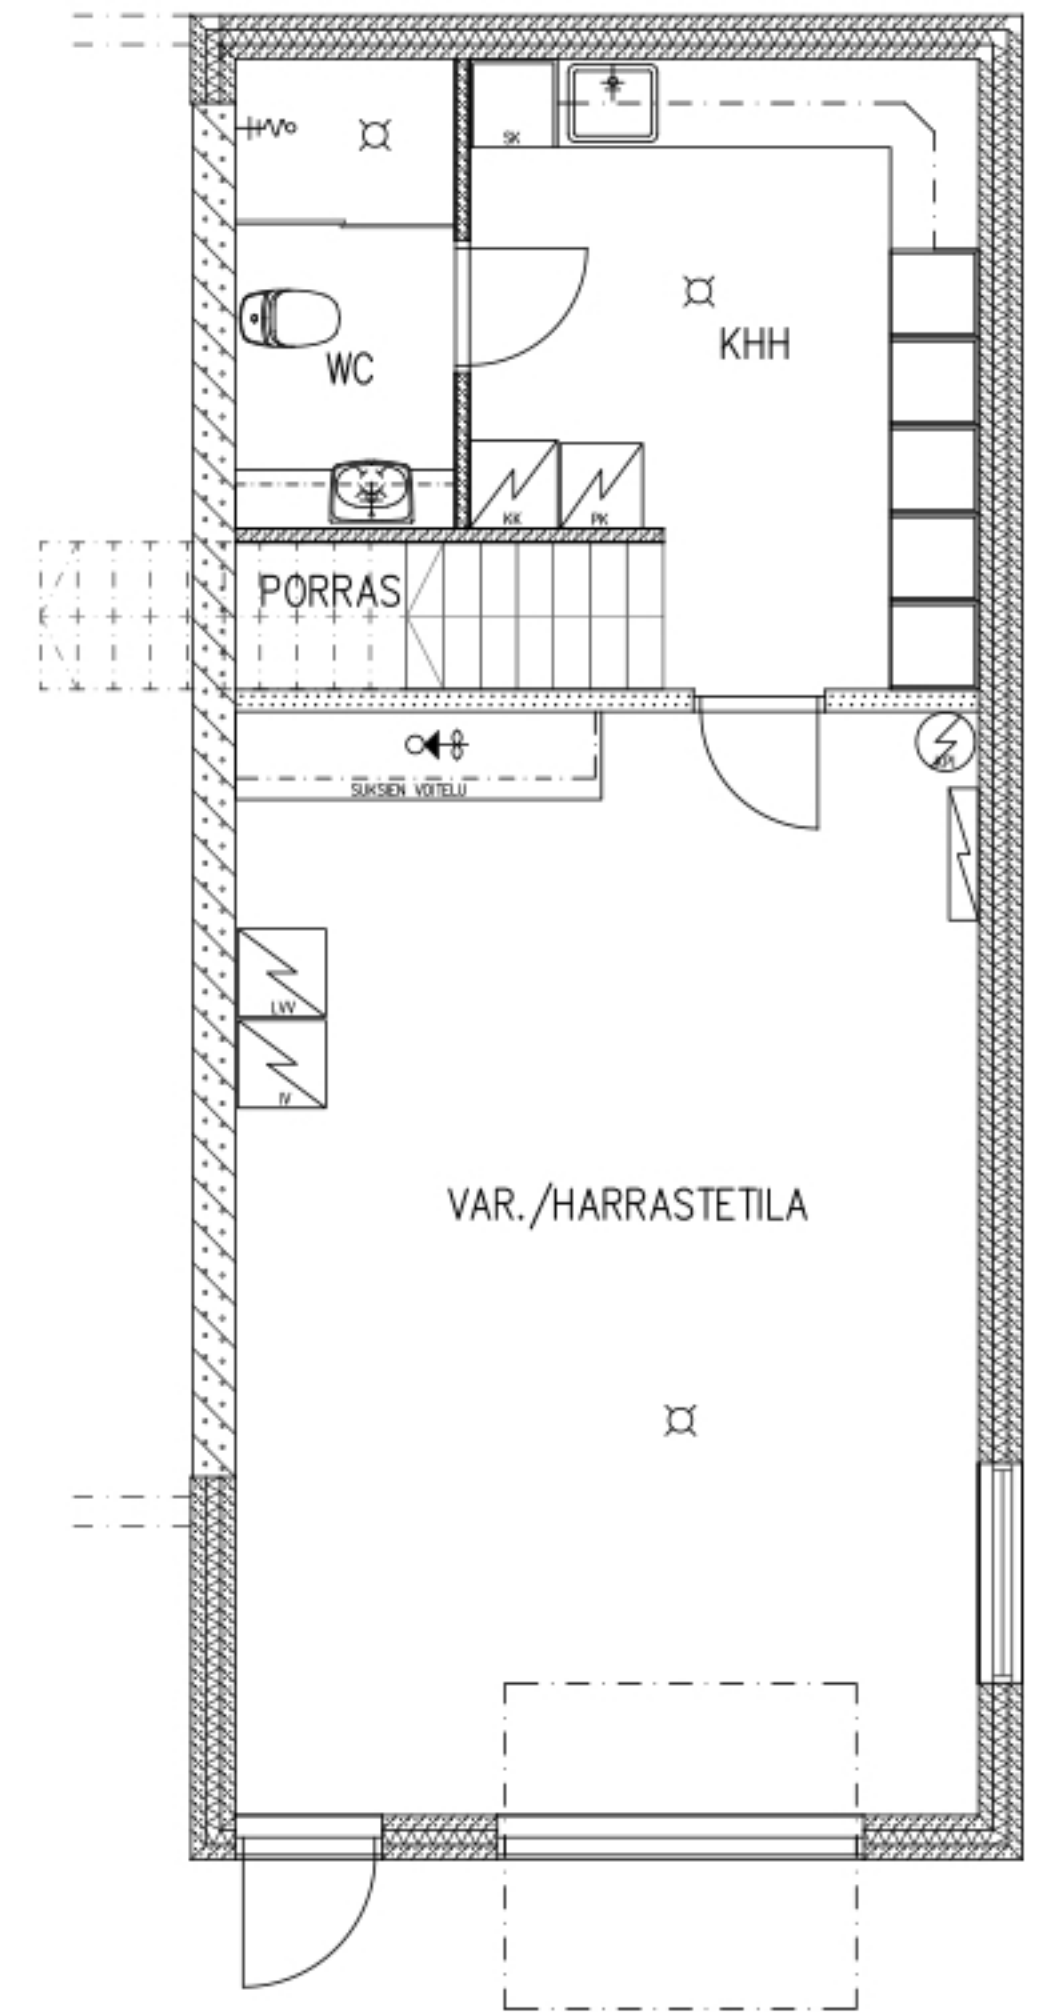 SK
KHH
WC
KK
PK
PORRAS
SUKSIEN VOITELU
LVV
IV
VAR./HARRASTETILA